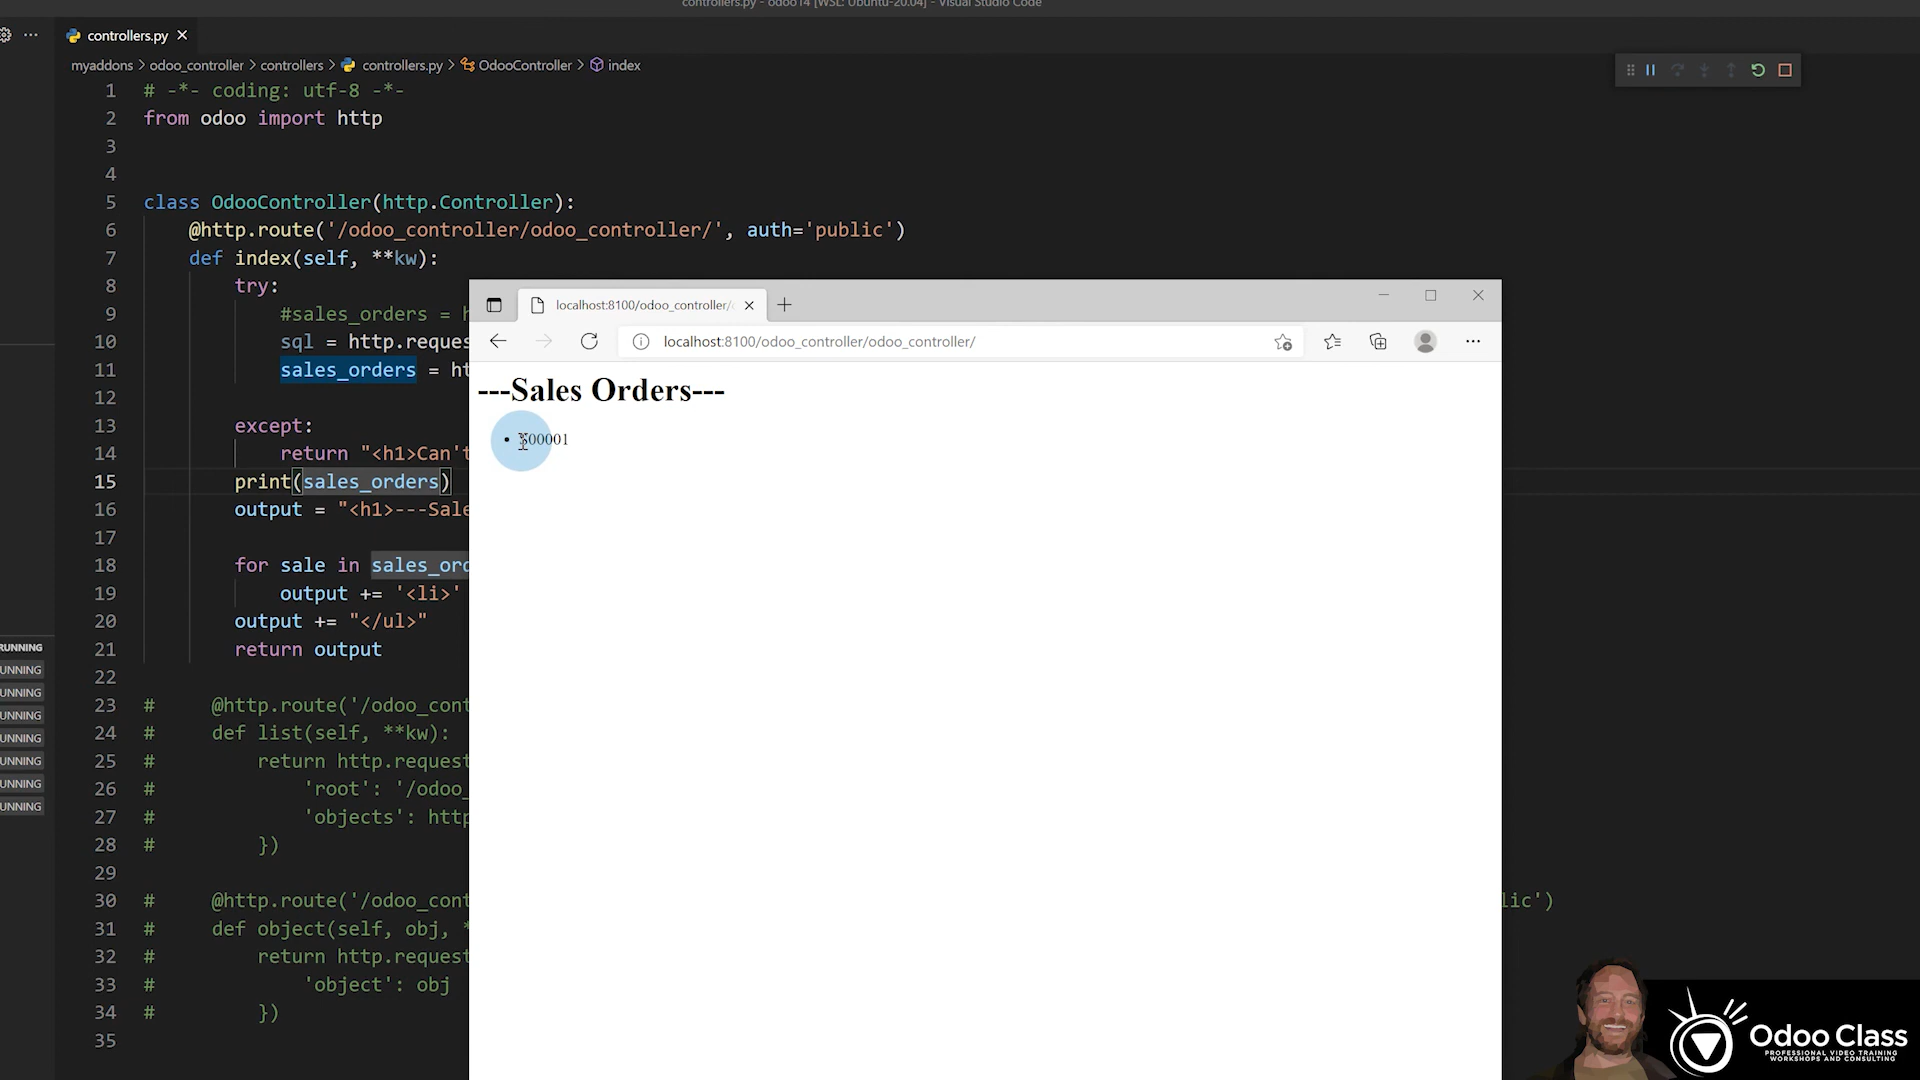 controllers.py - odoo14 [WSL: Ubuntu-20.04] - Visual Studio Code
controllers.py
myaddons > odoo_controller > controllers > controllers.py > OdooController > index
1 # -*- coding: utf-8 -*-
2 from odoo import http
3
4
5 class OdooController(http.Controller):
6 @http.route('/odoo_controller/odoo_controller/', auth='public')
7 def index(self, **kw):
8 try:
9 #sales_orders = h
10 sql = http.reques
11 sales_orders = ht
12
13 except:
14 return "<h1>Can't
15 print(sales_orders)
16 output = "<h1>---Sale
17
18 for sale in sales_ord
19 output += '<li>'
20 output += "</ul>"
21 return output
22
23 # @http.route('/odoo_cont
24 # def list(self, **kw):
25 # return http.request
26 # 'root': '/odoo_
27 # 'objects': http
28 # })
29
30 # @http.route('/odoo_cont lic')
31 # def object(self, obj, *
32 # return http.request
33 # 'object': obj
34 # })
35
RUNNING
UNNING
UNNING
UNNING
UNNING
UNNING
UNNING
UNNING
localhost:8100/odoo_controller/
localhost:8100/odoo_controller/odoo_controller/
---Sales Orders---
• S00001
Odoo Class
PROFESSIONAL VIDEO TRAINING
WORKSHOPS AND CONSULTING